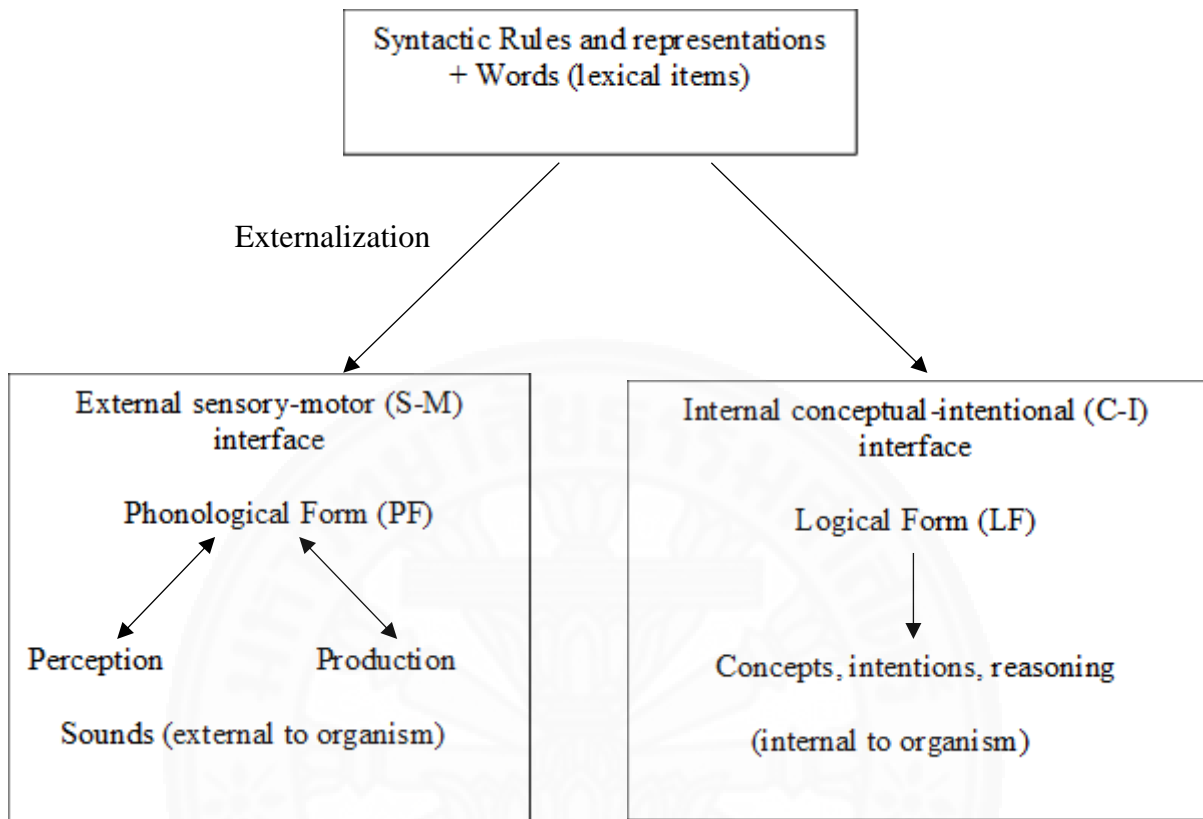 Syntactic Rules and representations
+ Words (lexical items)
Externalization
External sensory-motor (S-M)
interface
Phonological Form (PF)
Perception
Production
Sounds (external to organism)
Internal conceptual-intentional (C-I)
interface
Logical Form (LF)
Concepts, intentions, reasoning
(internal to organism)